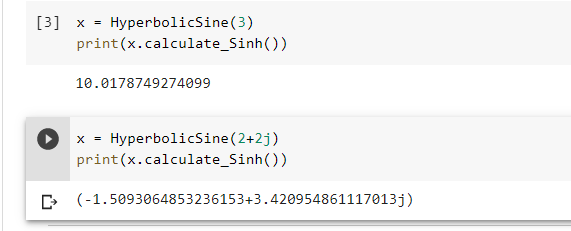 [3] x = HyperbolicSine(3)
print(x.calculate_Sinh())
10.0178749274099
x = HyperbolicSine(2+2j)
print(x.calculate_Sinh())
(-1.5093064853236153+3.420954861117013j)